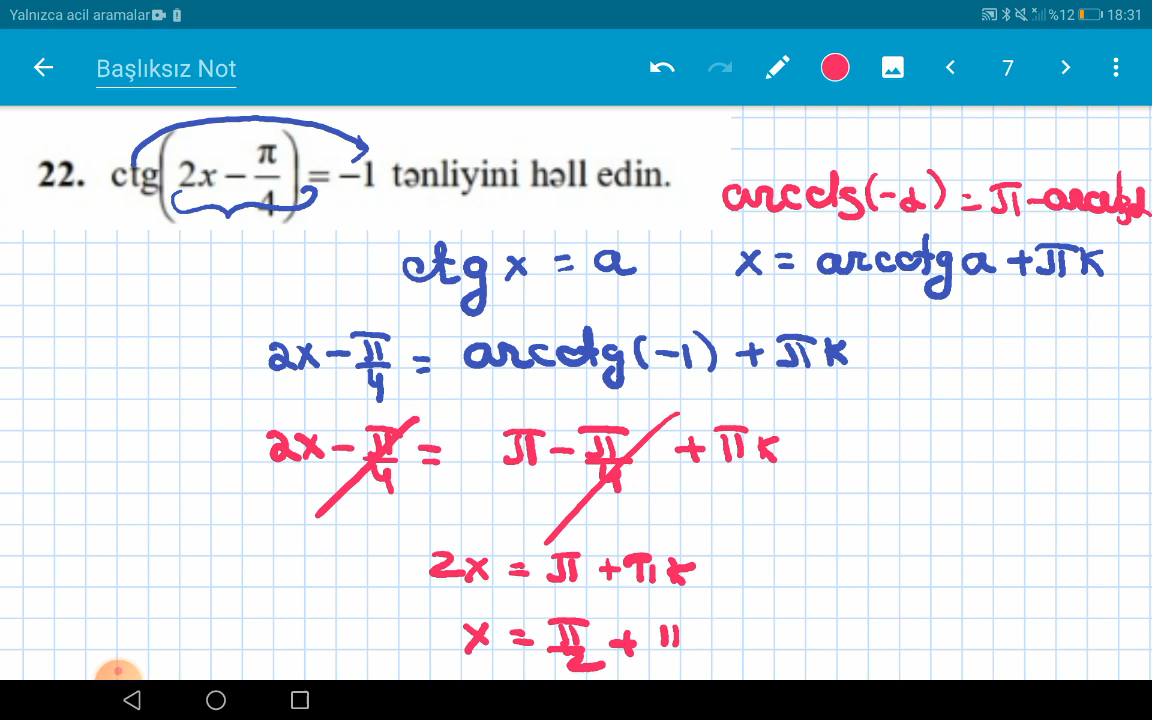 Yalnızca acil aramalar %12 18:31
Başlıksız Not 7
22. ctg(2x − π/4) = −1 tənliyini həll edin.
arcctg(-a) = π - arcctga
ctg x = a x = arcctg a + πk
2x - π/4 = arcctg(-1) + πk
2x - π/4 = π - π/4 + πk
2x = π + πk
x = π/2 +